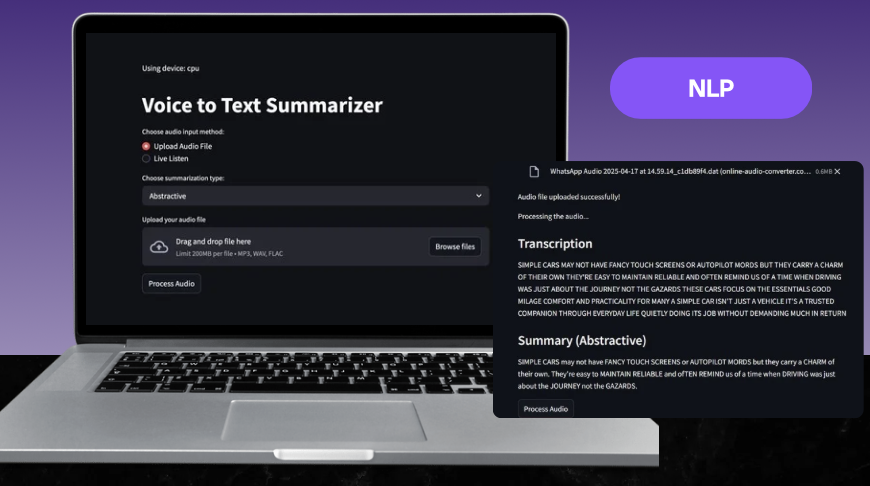 Using device: cpu
Voice to Text Summarizer
Choose audio input method:
Upload Audio File
Live Listen
Choose summarization type:
Abstractive
Upload your audio file
Drag and drop file here
Limit 200MB per file • MP3, WAV, FLAC
Browse files
Process Audio
NLP
WhatsApp Audio 2025-04-17 at 14.59.14_c1db89f4.dat (online-audio-converter.co... 0.6MB
Audio file uploaded successfully!
Processing the audio...
Transcription
SIMPLE CARS MAY NOT HAVE FANCY TOUCH SCREENS OR AUTOPILOT MORDS BUT THEY CARRY A CHARM
OF THEIR OWN THEY'RE EASY TO MAINTAIN RELIABLE AND OFTEN REMIND US OF A TIME WHEN DRIVING
WAS JUST ABOUT THE JOURNEY NOT THE GAZARDS THESE CARS FOCUS ON THE ESSENTIALS GOOD
MILAGE COMFORT AND PRACTICALITY FOR MANY A SIMPLE CAR ISN'T JUST A VEHICLE IT'S A TRUSTED
COMPANION THROUGH EVERYDAY LIFE QUIETLY DOING ITS JOB WITHOUT DEMANDING MUCH IN RETURN
Summary (Abstractive)
SIMPLE CARS may not have FANCY TOUCH SCREENS or AUTOPILOT MORDS but they carry a CHARM of
their own. They're easy to MAINTAIN RELIABLE and ofTEN REMIND us of a time when DRIVING was just
about the JOURNEY not the GAZARDS.
Process Audio